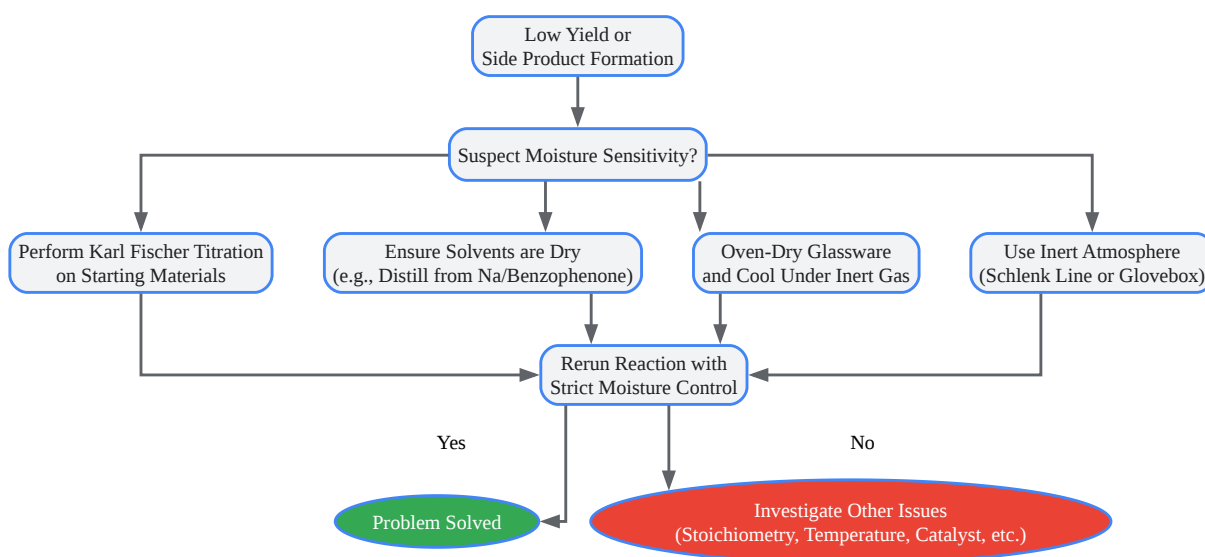 Low Yield or
Side Product Formation
Suspect Moisture Sensitivity?
Perform Karl Fischer Titration
on Starting Materials
Ensure Solvents are Dry
(e.g., Distill from Na/Benzophenone)
Oven-Dry Glassware
and Cool Under Inert Gas
Use Inert Atmosphere
(Schlenk Line or Glovebox)
Rerun Reaction with
Strict Moisture Control
Yes
No
Problem Solved
Investigate Other Issues
(Stoichiometry, Temperature, Catalyst, etc.)